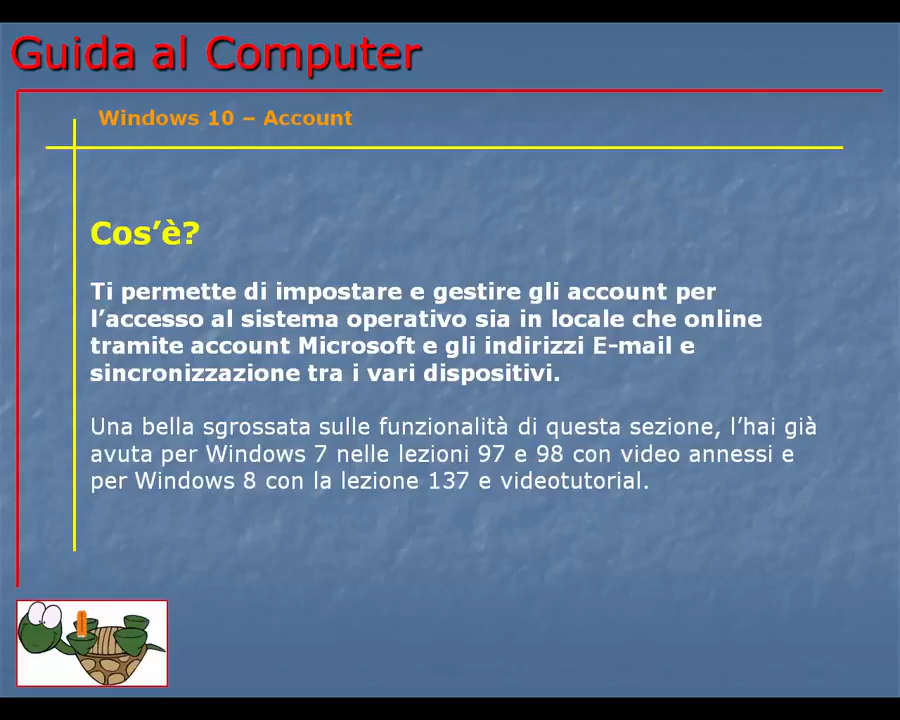 Guida al Computer
Windows 10 – Account
Cos’è?
Ti permette di impostare e gestire gli account per
l’accesso al sistema operativo sia in locale che online
tramite account Microsoft e gli indirizzi E-mail e
sincronizzazione tra i vari dispositivi.
Una bella sgrossata sulle funzionalità di questa sezione, l’hai già
avuta per Windows 7 nelle lezioni 97 e 98 con video annessi e
per Windows 8 con la lezione 137 e videotutorial.